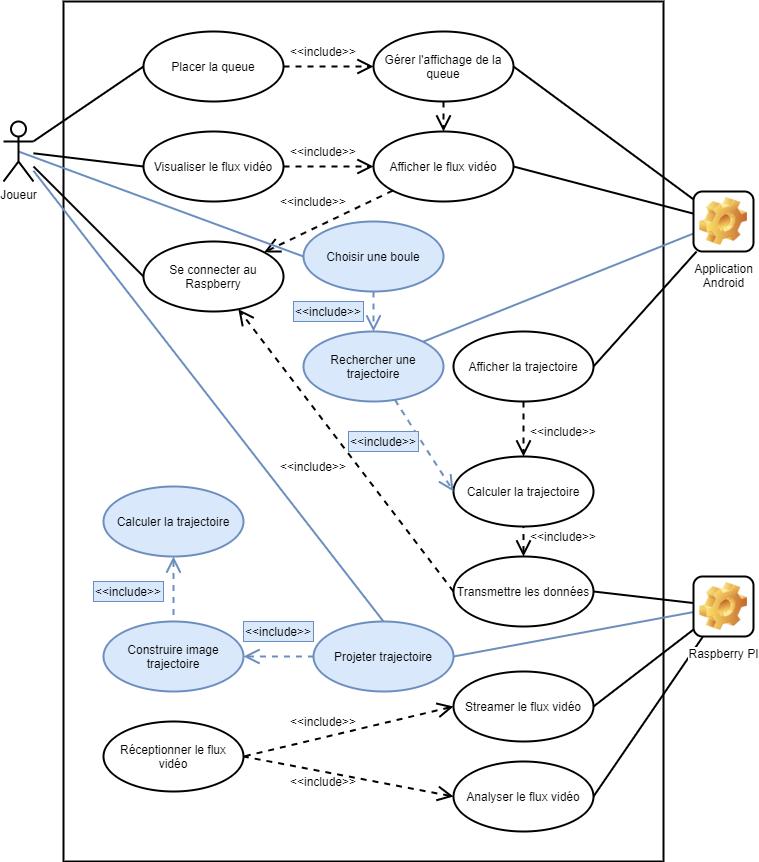 <<include>>
Placer la queue
Gérer l'affichage de la
queue
<<include>>
Visualiser le flux vidéo
Afficher le flux vidéo
Joueur
<<include>>
Choisir une boule
Se connecter au
Raspberry
Application
Android
<<include>>
Rechercher une
trajectoire
Afficher la trajectoire
<<include>>
<<include>>
<<include>>
Calculer la trajectoire
Calculer la trajectoire
<<include>>
<<include>>
Transmettre les données
<<include>>
Construire image
trajectoire
Projeter trajectoire
Raspberry PI
Streamer le flux vidéo
<<include>>
Réceptionner le flux
vidéo
<<include>>
Analyser le flux vidéo